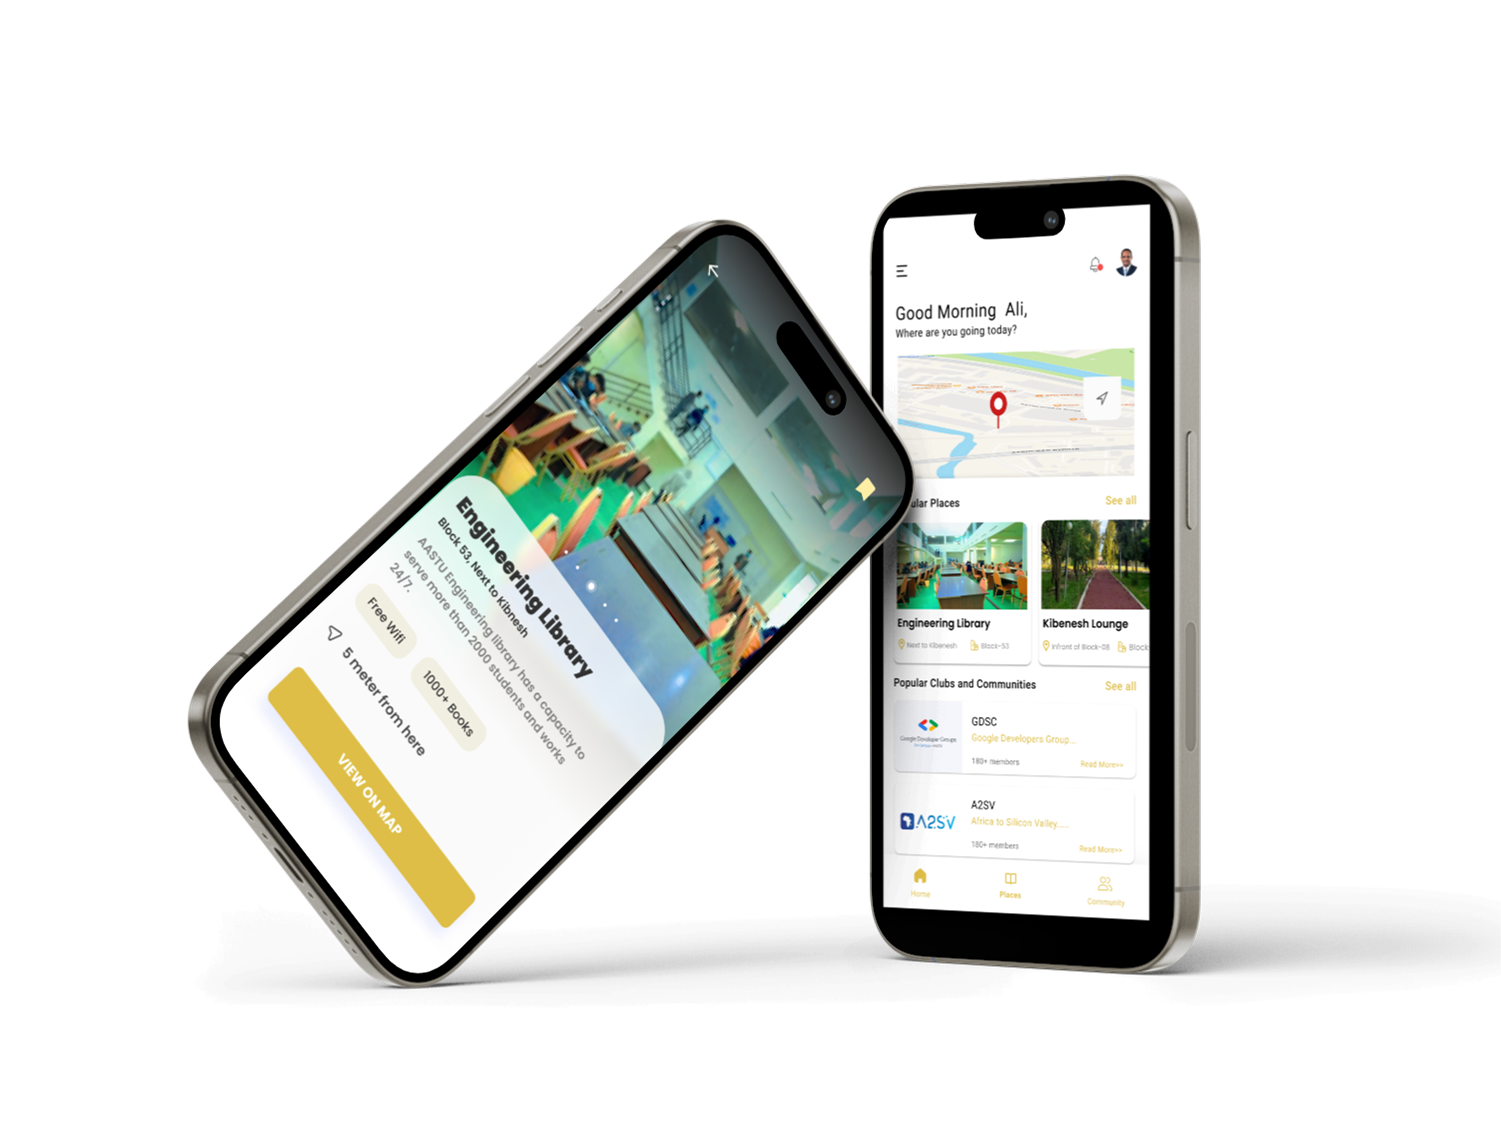 Engineering Library
Block 53, Next to Kibnesh
AASTU Engineering library has a capacity to
serve more than 2000 students and works
24/7.
Free Wifi
1000+ Books
5 meter from here
VIEW ON MAP
Good Morning Ali,
Where are you going today?
ular Places
See all
Engineering Library
Next to Kibenesh
Block-53
Kibenesh Lounge
Infront of Block-08
Block
Popular Clubs and Communities
See all
Google Developer Groups
GDSC
Google Developers Group...
180+ members
Read More>>
A2SV
A2SV
Africa to Silicon Valley.....
180+ members
Read More>>
Home
Places
Community